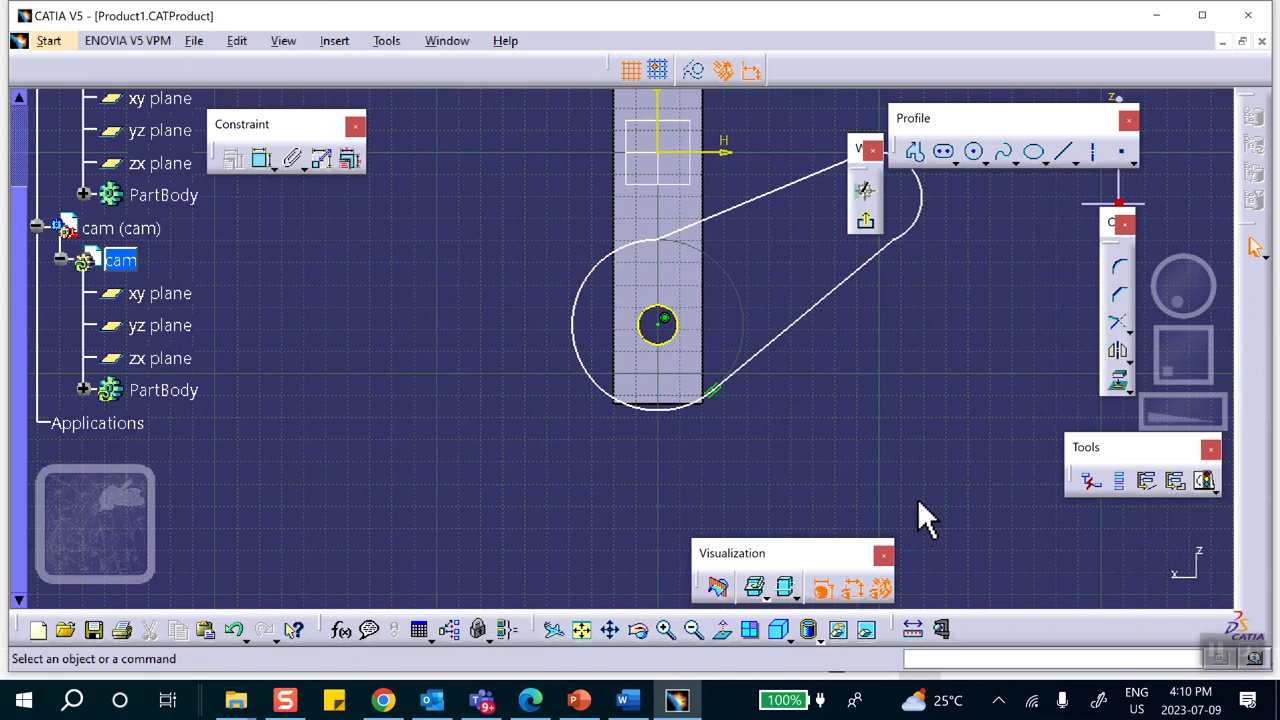 CATIA V5 - [Product1.CATProduct]
Start ENOVIA V5 VPM File Edit View Insert Tools Window Help
xy plane
yz plane
zx plane
PartBody
cam (cam)
cam
xy plane
yz plane
zx plane
PartBody
Applications
Constraint
H
Profile
z
Tools
Visualization
z
x
f(x)
CATIA
Select an object or a command
100%
25°C
ENG
US
4:10 PM
2023-07-09